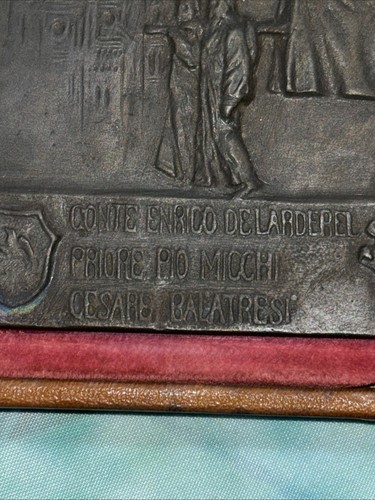 CONTE ENRICO DE LARDEREL
PRIORE PIO MICCHI
CESARE BALATRESI